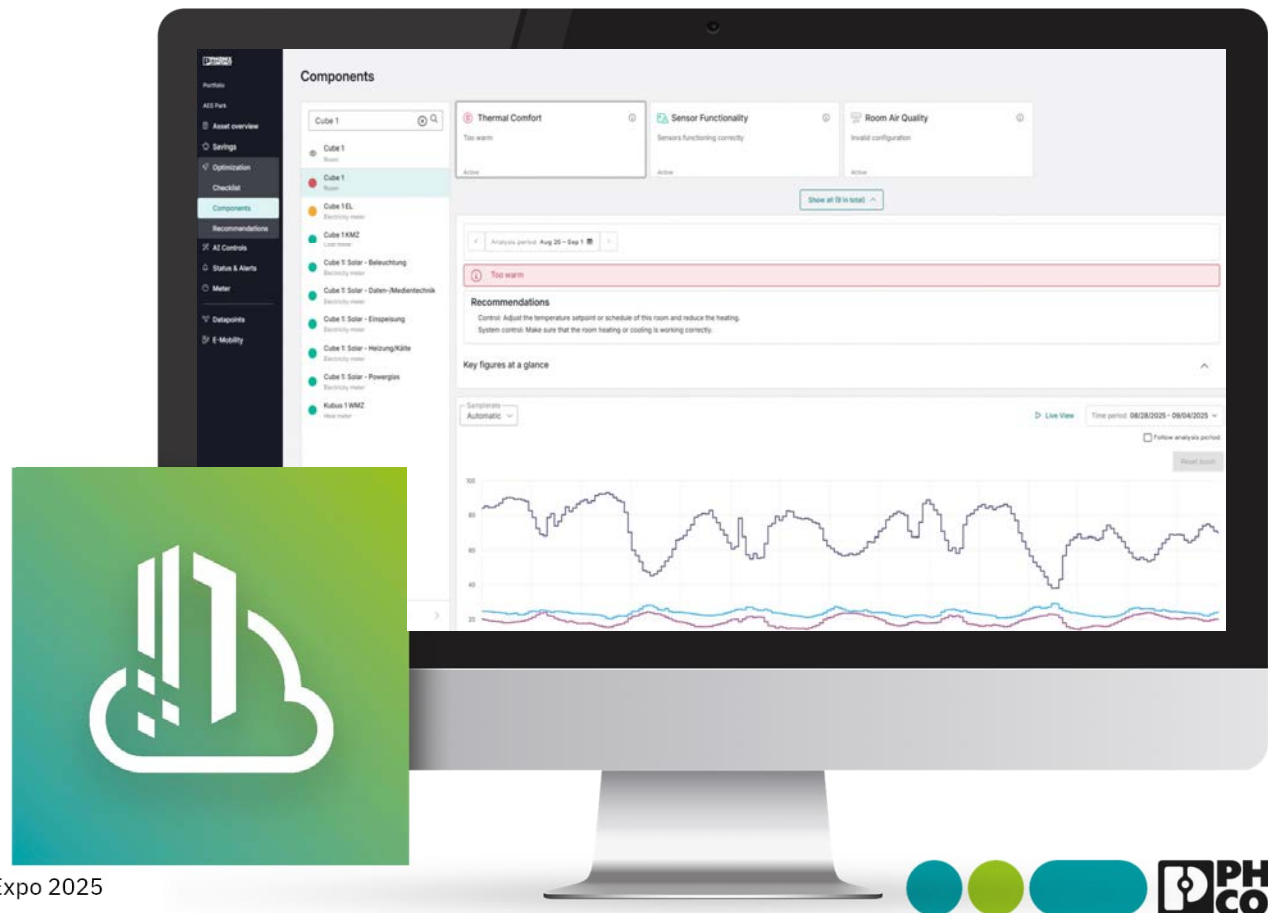 PHOENIX
CONTACT
Portfolio
AES Park
Asset overview
Savings
Optimization
Checklist
Components
Recommendations
AI Controls
Status & Alerts
Meter
Datapoints
E-Mobility
Components
Cube 1
Cube 1
Room
Cube 1
Room
Cube 1 EL
Electricity meter
Cube 1 KMZ
Cube 1: Solar - Beleuchtung
Electricity meter
Cube 1: Solar - Daten-/Medientechnik
Electricity meter
Cube 1: Solar - Einspeisung
Electricity meter
Cube 1: Solar - Heizung/Kälte
Electricity meter
Cube 1: Solar - Powerglas
Electricity meter
Kubus 1 WMZ
Heat meter
Thermal Comfort
Too warm
Active
Sensor Functionality
Sensors functioning correctly
Active
Room Air Quality
Invalid configuration
Active
Show all (9 in total)
Analysis period Aug 26 - Sep 1
Too warm
Recommendations
Control: Adjust the temperature setpoint or schedule of this room and reduce the heating.
System control: Make sure that the room heating or cooling is working correctly.
Key figures at a glance
Samplerate
Automatic
Live View
Time period 08/28/2025 - 09/04/2025
Follow analysis period
Reset zoom
100
80
60
40
20
Expo 2025
PH
CO